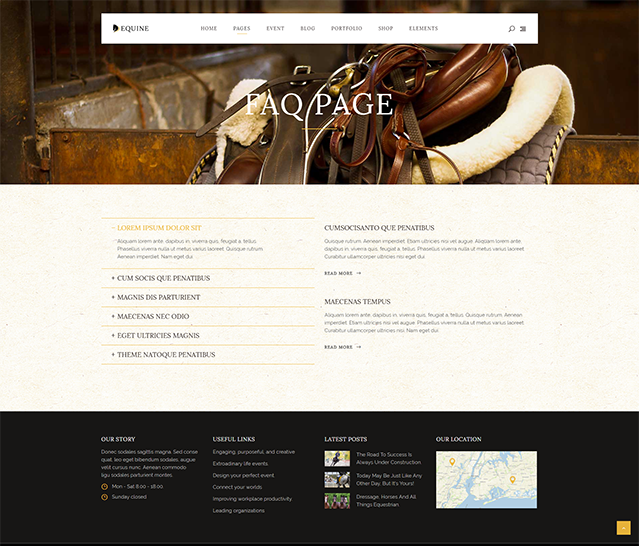 EQUINE
HOME PAGES EVENT BLOG PORTFOLIO SHOP ELEMENTS
FAQ PAGE
− LOREM IPSUM DOLOR SIT
Aliquam lorem ante, dapibus in, viverra quis, feugiat a, tellus.
Phasellus viverra nulla ut metus varius laoreet. Quisque rutrum.
Aenean imperdiet. Nam eget dui.
+ CUM SOCIS QUE PENATIBUS
+ MAGNIS DIS PARTURIENT
+ MAECENAS NEC ODIO
+ EGET ULTRICIES MAGNIS
+ THEME NATOQUE PENATIBUS
CUMSOCISANTO QUE PENATIBUS
Quisque rutrum. Aenean imperdiet. Etiam ultricies nisi vel augue. Aliquam lorem
ante, dapibus in, viverra quis, feugiat a, tellus. Phasellus viverra nulla ut metus varius laoreet.
Curabitur ullamcorper ultricies nisi eget dui
READ MORE →
MAECENAS TEMPUS
Aliquam lorem ante, dapibus in, viverra quis, feugiat a, tellus. Quisque rutrum. Aenean
imperdiet. Etiam ultricies nisi vel augue. Phasellus viverra nulla ut metus varius laoreet.
Curabitur ullamcorper ultricies nisi eget dui
READ MORE →
OUR STORY
Donec sodales sagittis magna. Sed conse
quat, leo eget bibendum sodales, augue
velit cursus nunc. Aenean commodo
ligu sodales parturient montes.
Mon - Sat 8.00 - 18.00.
Sunday closed
USEFUL LINKS
Engaging, purposeful, and creative
Extraordinary life events.
Design your perfect event.
Connect your worlds.
Improving workplace productivity
Leading organizations
LATEST POSTS
The Road To Success Is
Always Under Construction.
Today May Be Just Like Any
Other Day. But It's Yours!
Dressage, Horses And All
Things Equestrian.
OUR LOCATION